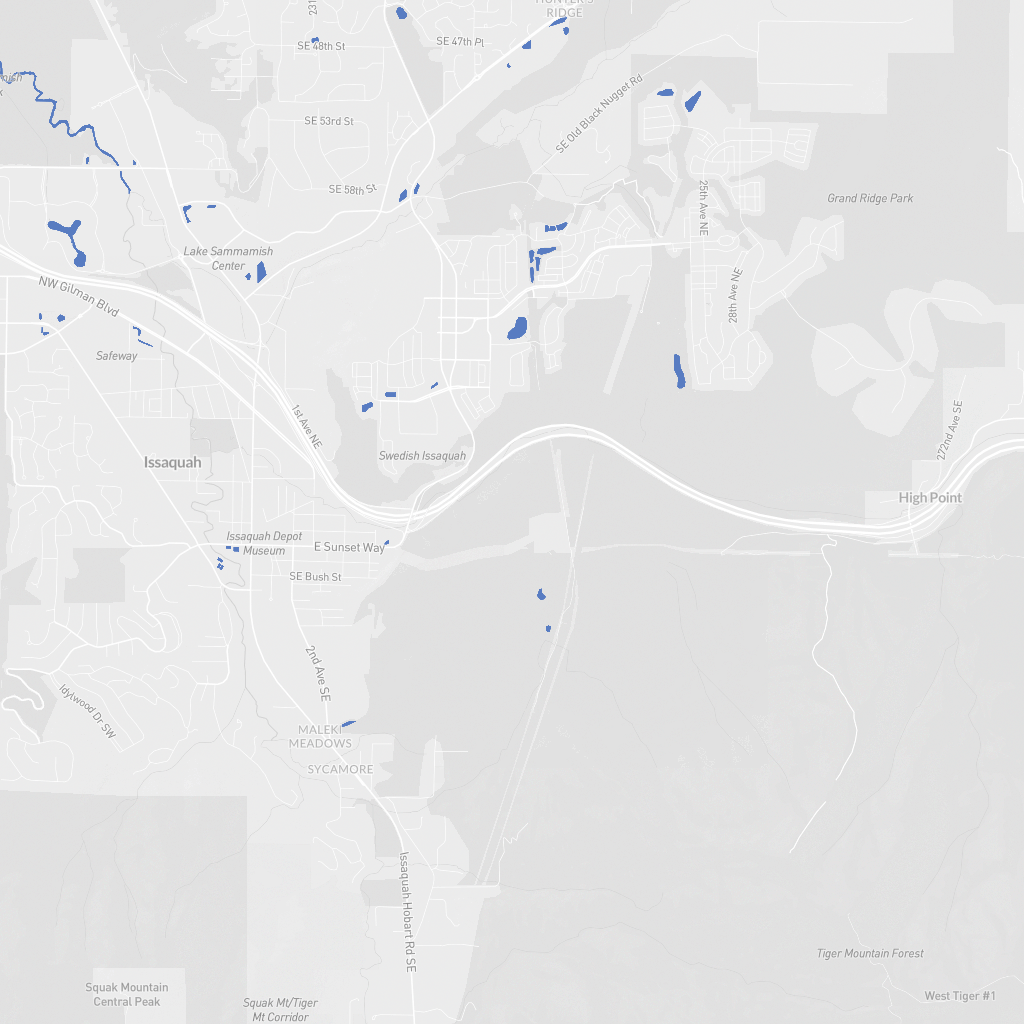 HUNTER'S
RIDGE
231
SE 48th St
SE 47th Pl
SE Old Black Nugget Rd
SE 53rd St
SE 58th St
25th Ave NE
Grand Ridge Park
Lake Sammamish
Center
28th Ave NE
NW Gilman Blvd
Safeway
1st Ave NE
272nd Ave SE
Swedish Issaquah
Issaquah
High Point
Issaquah Depot
Museum
E Sunset Way
SE Bush St
2nd Ave SE
Idylwood Dr SW
MALEKI
MEADOWS
SYCAMORE
Issaquah Hobart Rd SE
Tiger Mountain Forest
Squak Mountain
Central Peak
Squak Mt/Tiger
Mt Corridor
West Tiger #1